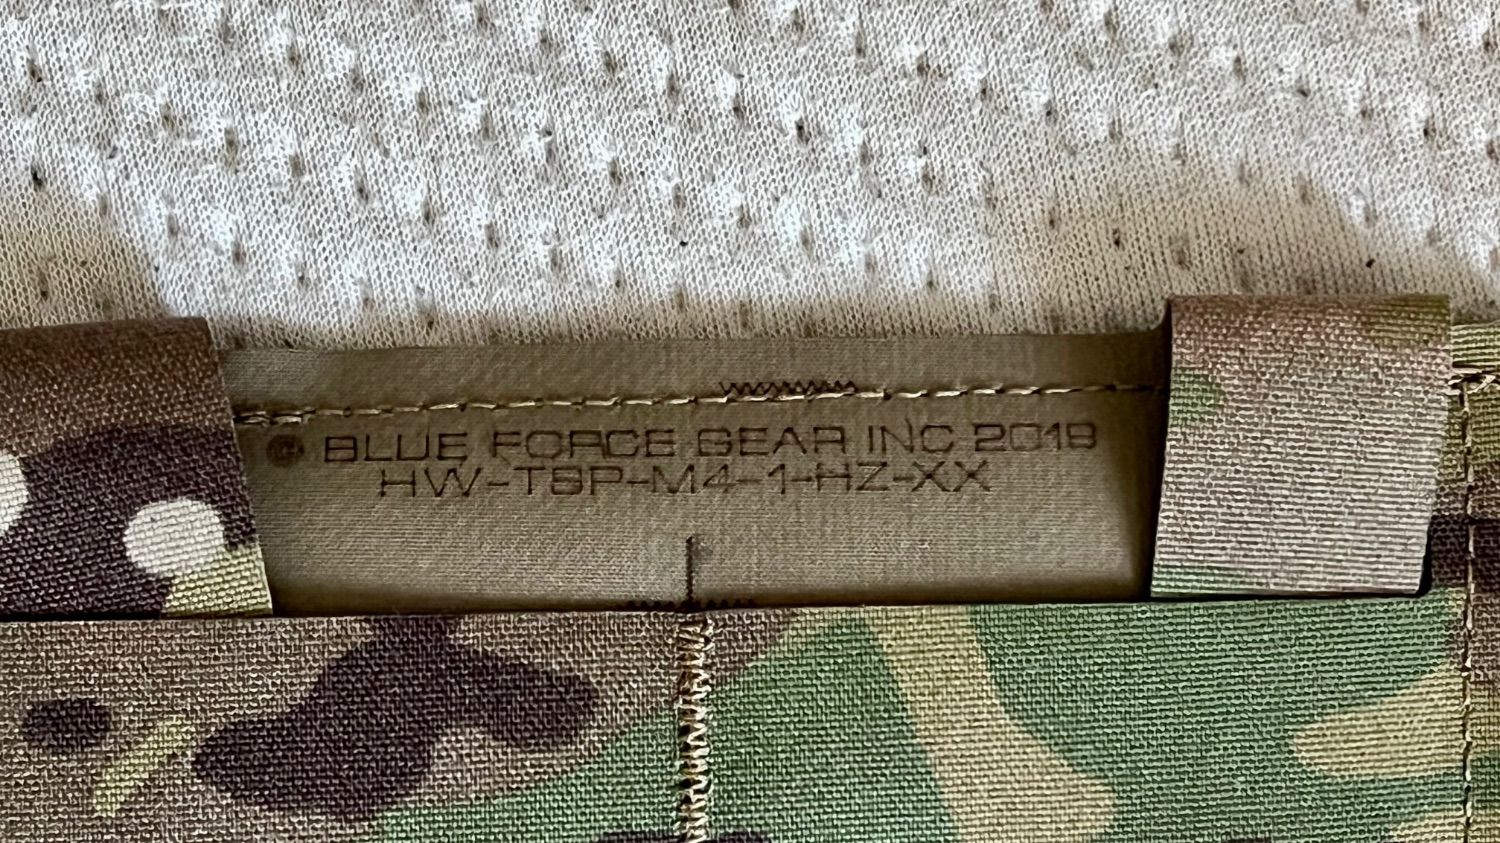 © BLUE FORCE GEAR INC 2018
HW-TSP-M4-1-HZ-XX